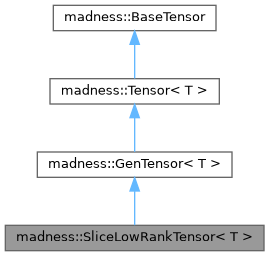 madness::BaseTensor
madness::Tensor< T >
madness::GenTensor< T >
madness::SliceLowRankTensor< T >